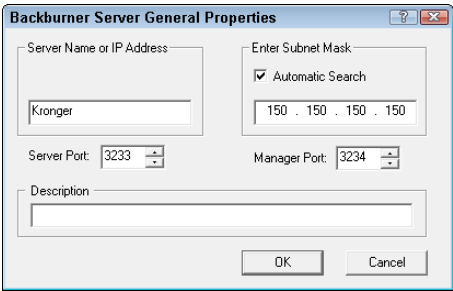 Backburner Server General Properties
Server Name or IP Address
Enter Subnet Mask
Automatic Search
Kronger
150 . 150 . 150 . 150
Server Port: 3233
Manager Port: 3234
Description
OK
Cancel